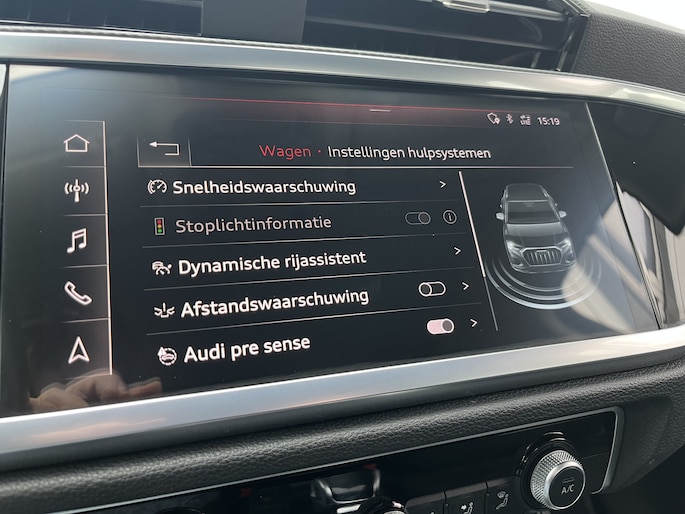 15:19
Wagen · Instellingen hulpsystemen
Snelheidswaarschuwing
Stoplichtinformatie
Dynamische rijassistent
Afstandswaarschuwing
Audi pre sense
A/C